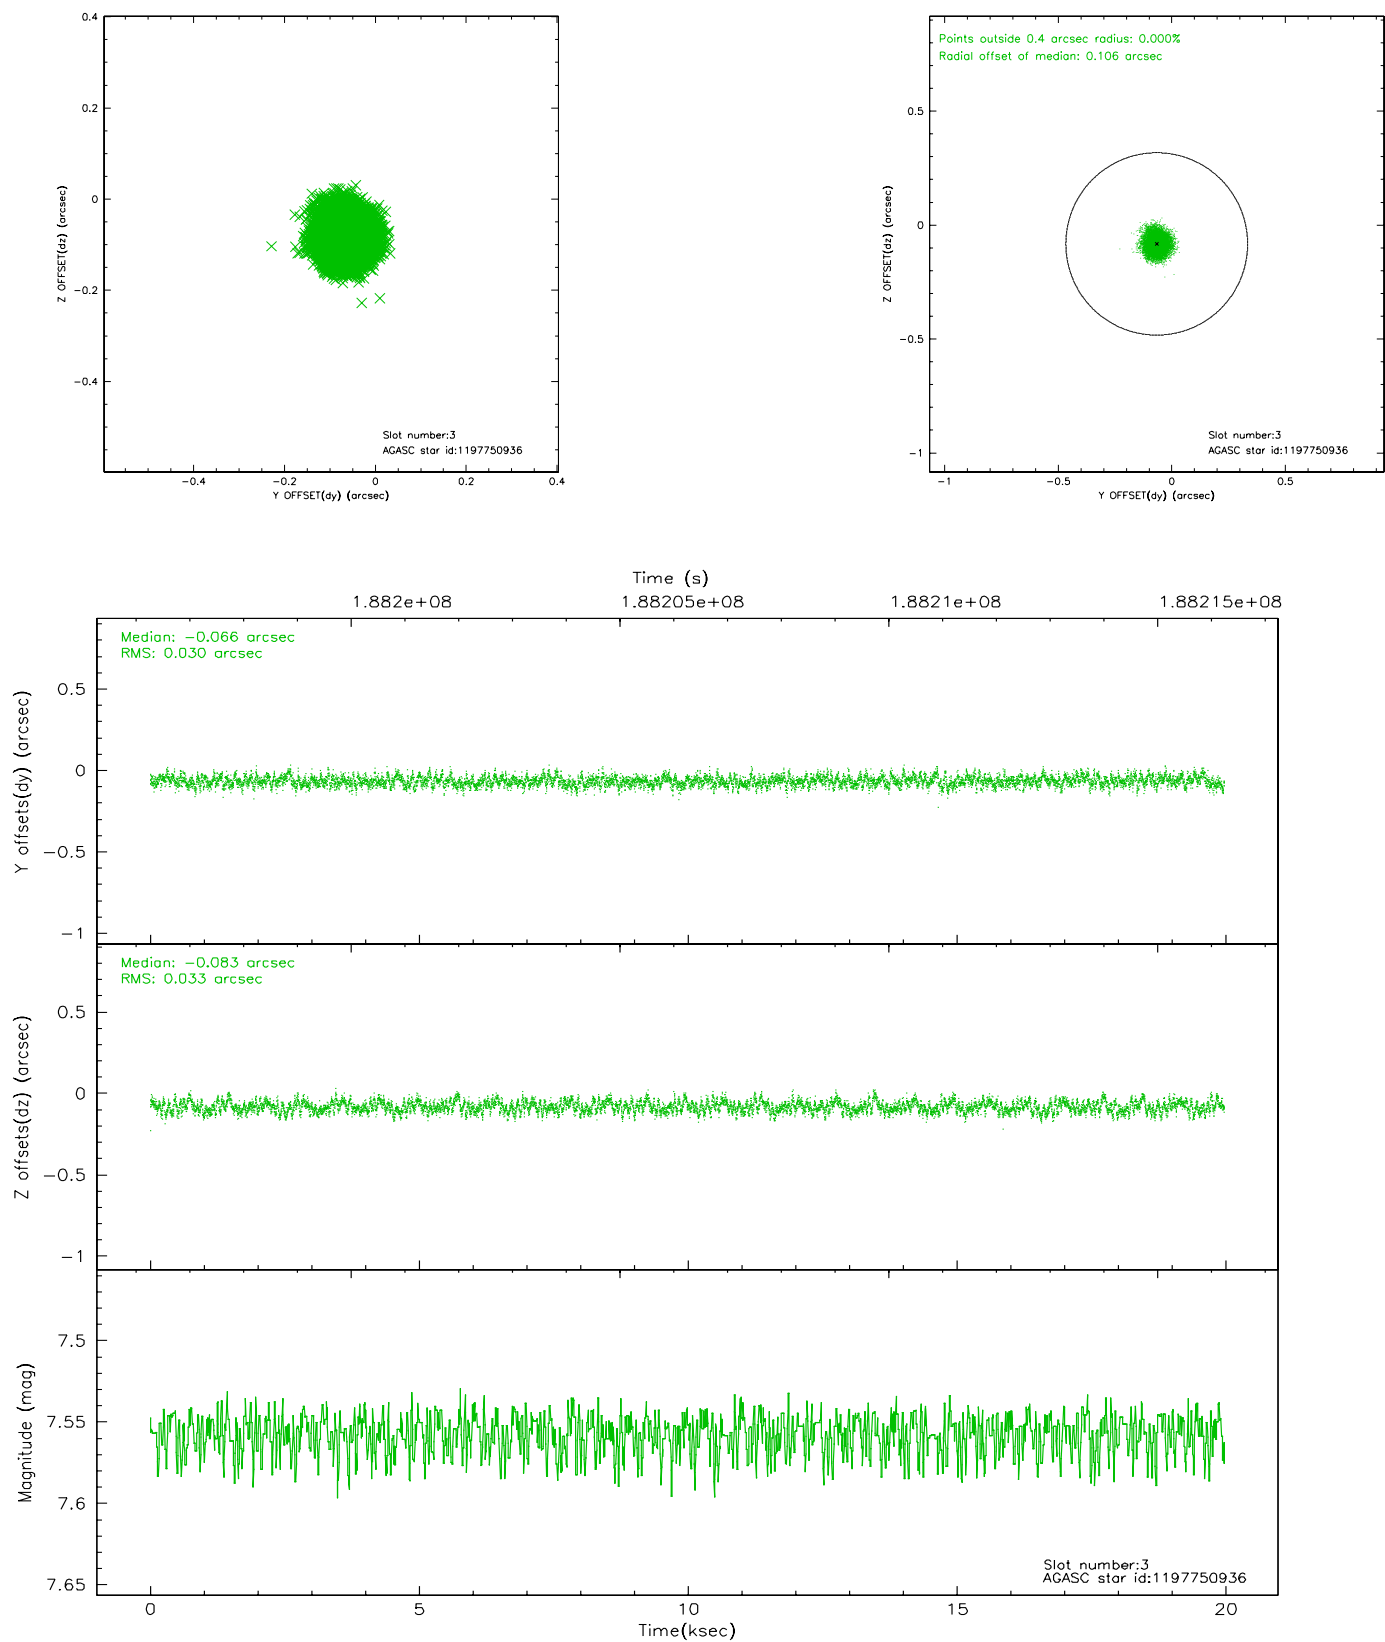 0.4
0.2
0
−0.2
−0.4
Z OFFSET(dz) (arcsec)
Slot number:3
AGASC star id:1197750936
−0.4 −0.2 0 0.2 0.4
Y OFFSET(dy) (arcsec)
Points outside 0.4 arcsec radius: 0.000%
Radial offset of median: 0.106 arcsec
0.5
0
−0.5
−1
Z OFFSET(dz) (arcsec)
Slot number:3
AGASC star id:1197750936
−1 −0.5 0 0.5
Y OFFSET(dy) (arcsec)
Time (s)
1.882e+08 1.88205e+08 1.8821e+08 1.88215e+08
Median: −0.066 arcsec
RMS: 0.030 arcsec
0.5
0
−0.5
−1
Y offsets(dy) (arcsec)
Median: −0.083 arcsec
RMS: 0.033 arcsec
0.5
0
−0.5
−1
Z offsets(dz) (arcsec)
7.5
7.55
7.6
7.65
Magnitude (mag)
Slot number:3
AGASC star id:1197750936
0 5 10 15 20
Time(ksec)